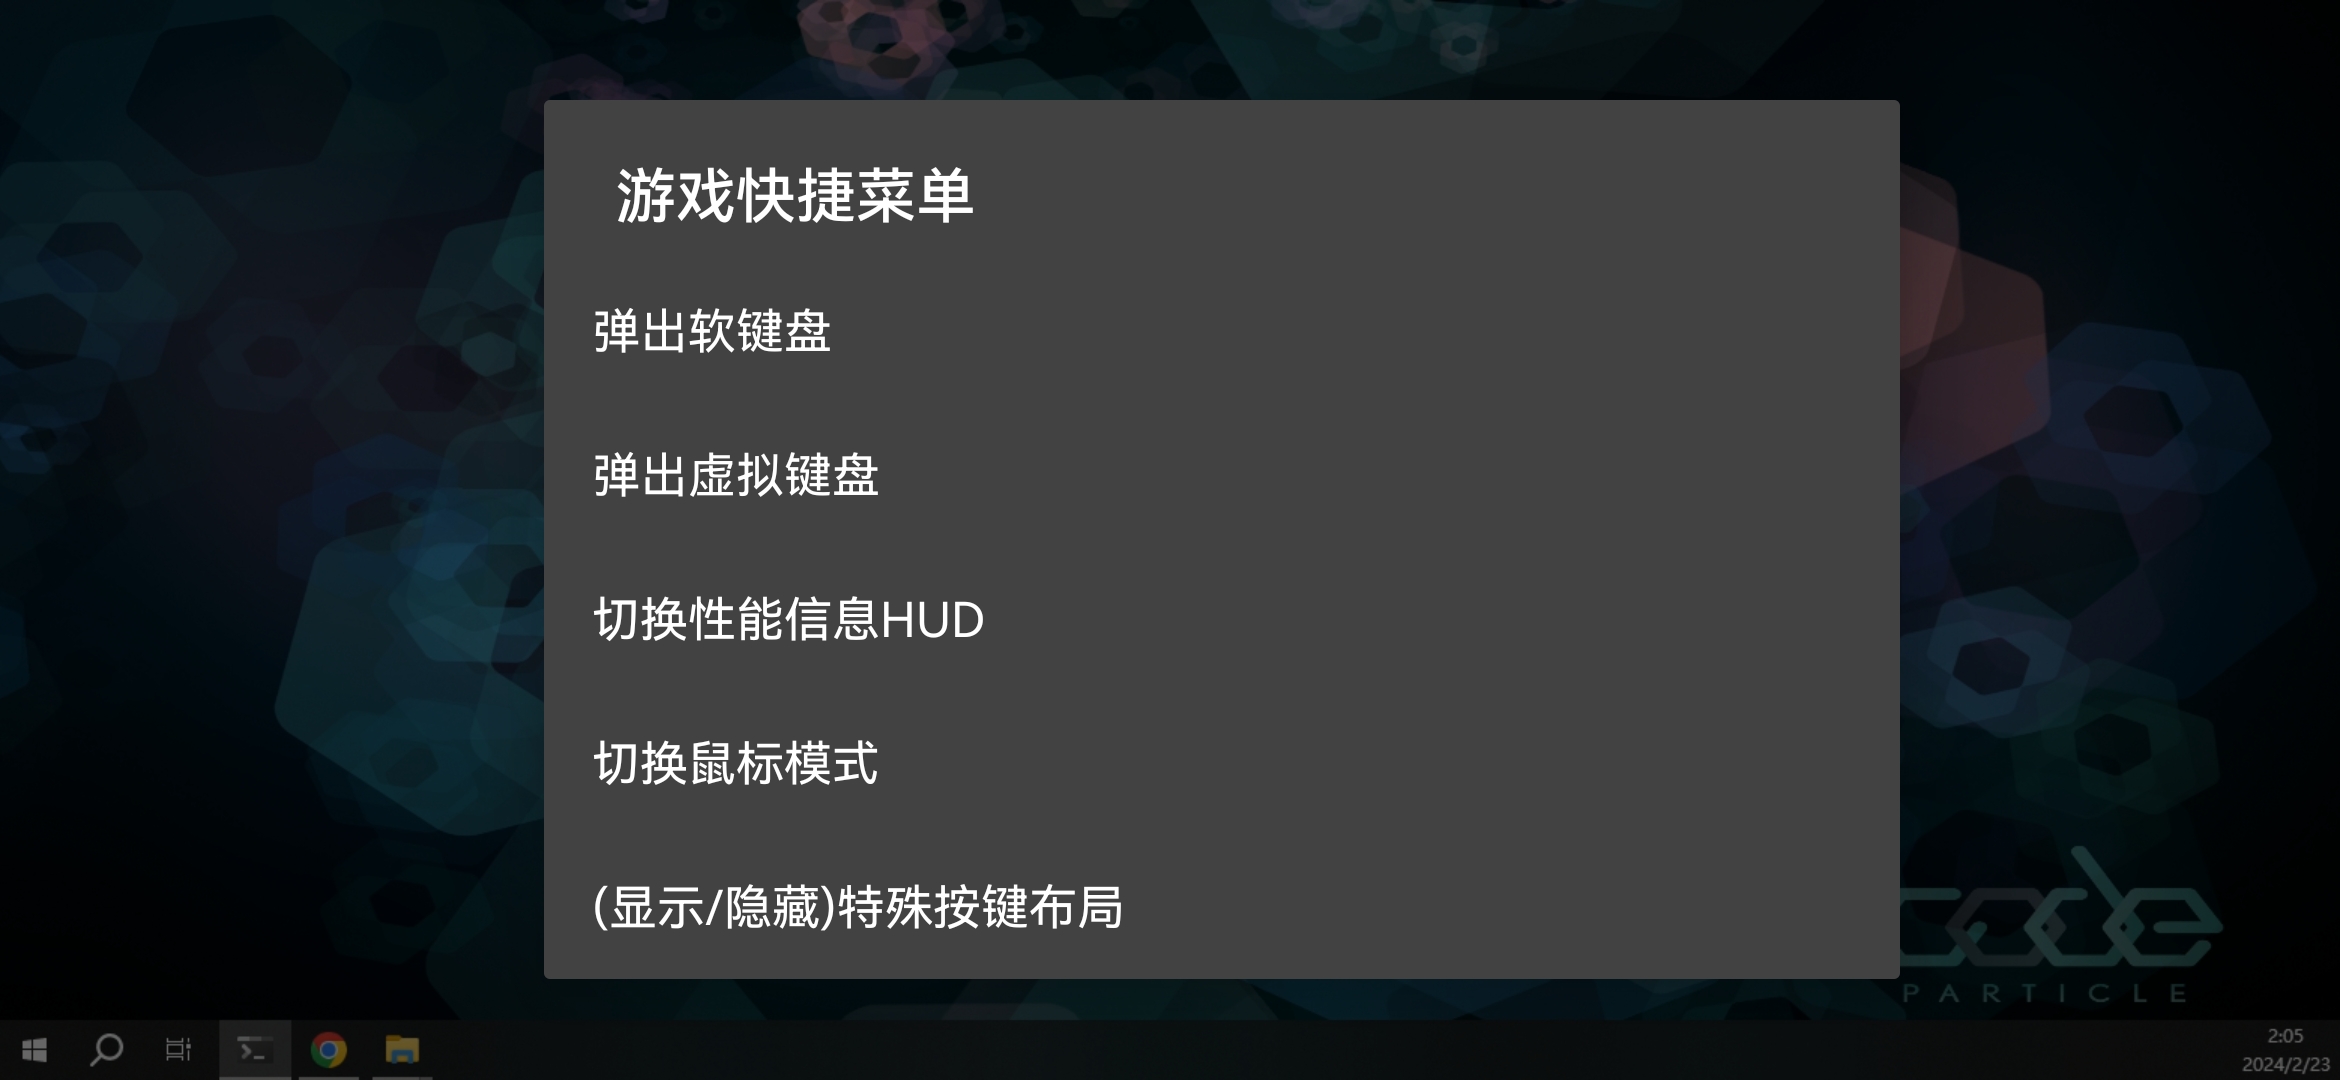 游戏快捷菜单
弹出软键盘
弹出虚拟键盘
切换性能信息HUD
切换鼠标模式
(显示/隐藏)特殊按键布局
code
PARTICLE
2:05
2024/2/23